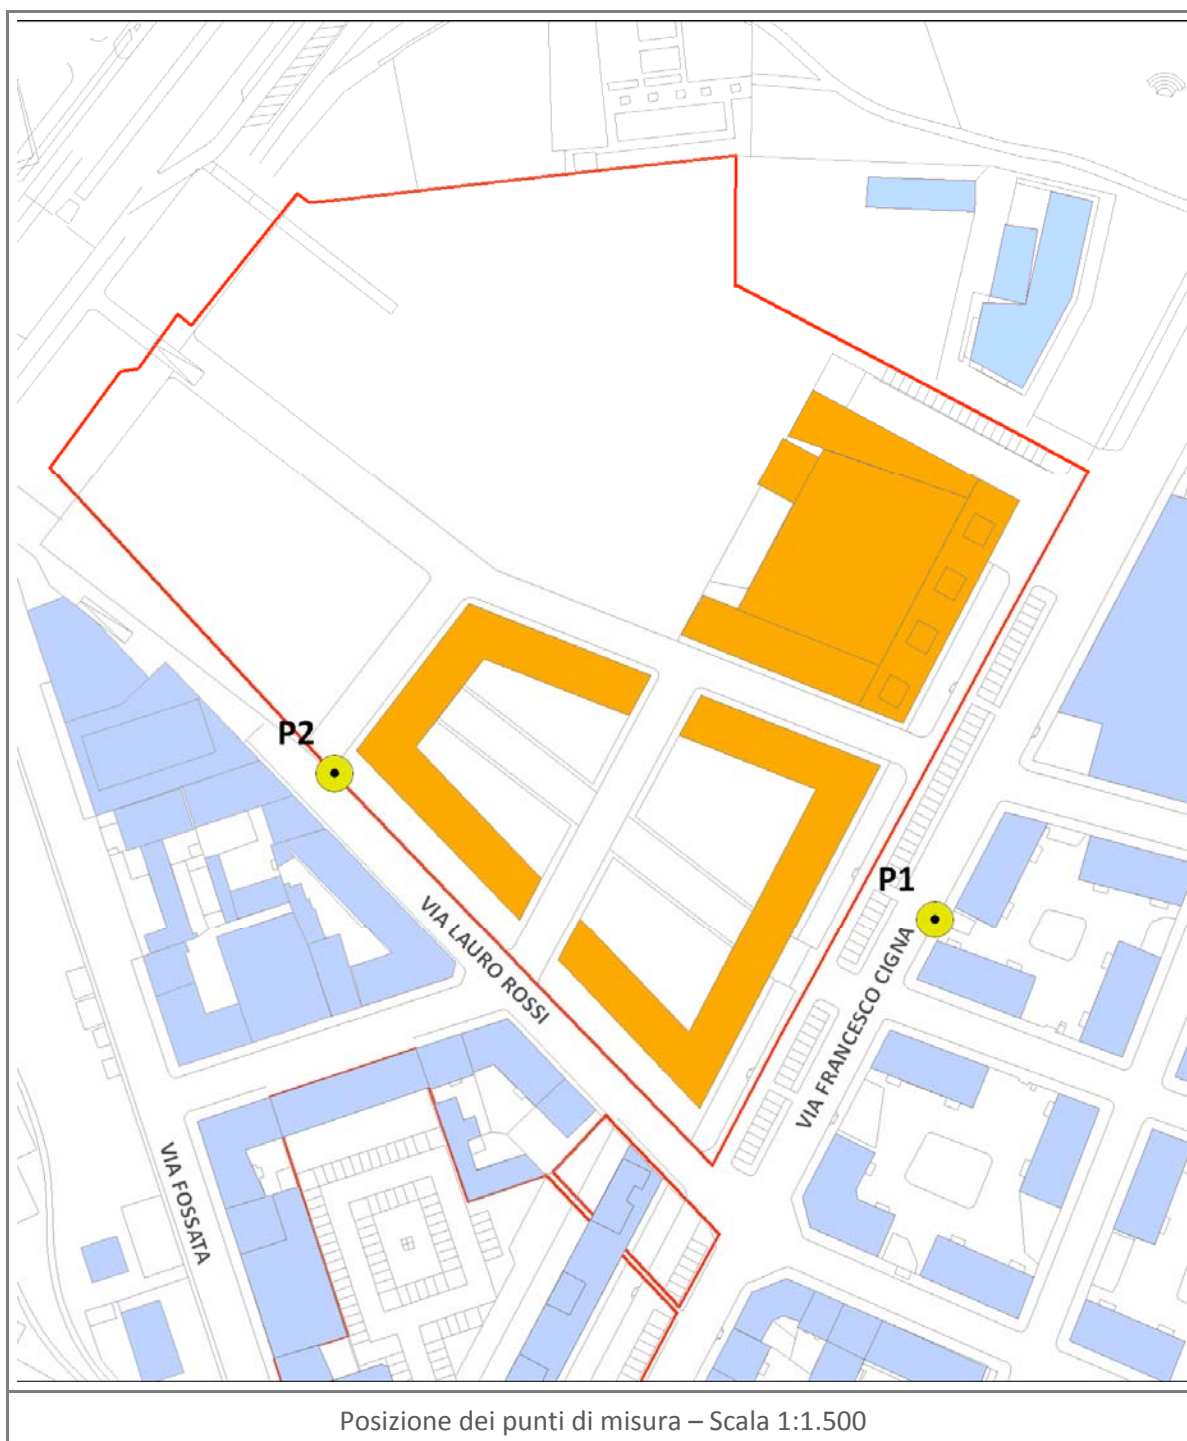 P2
P1
VIA LAURO ROSSI
VIA FRANCESCO CIGNA
VIA FOSSATA
Posizione dei punti di misura – Scala 1:1.500